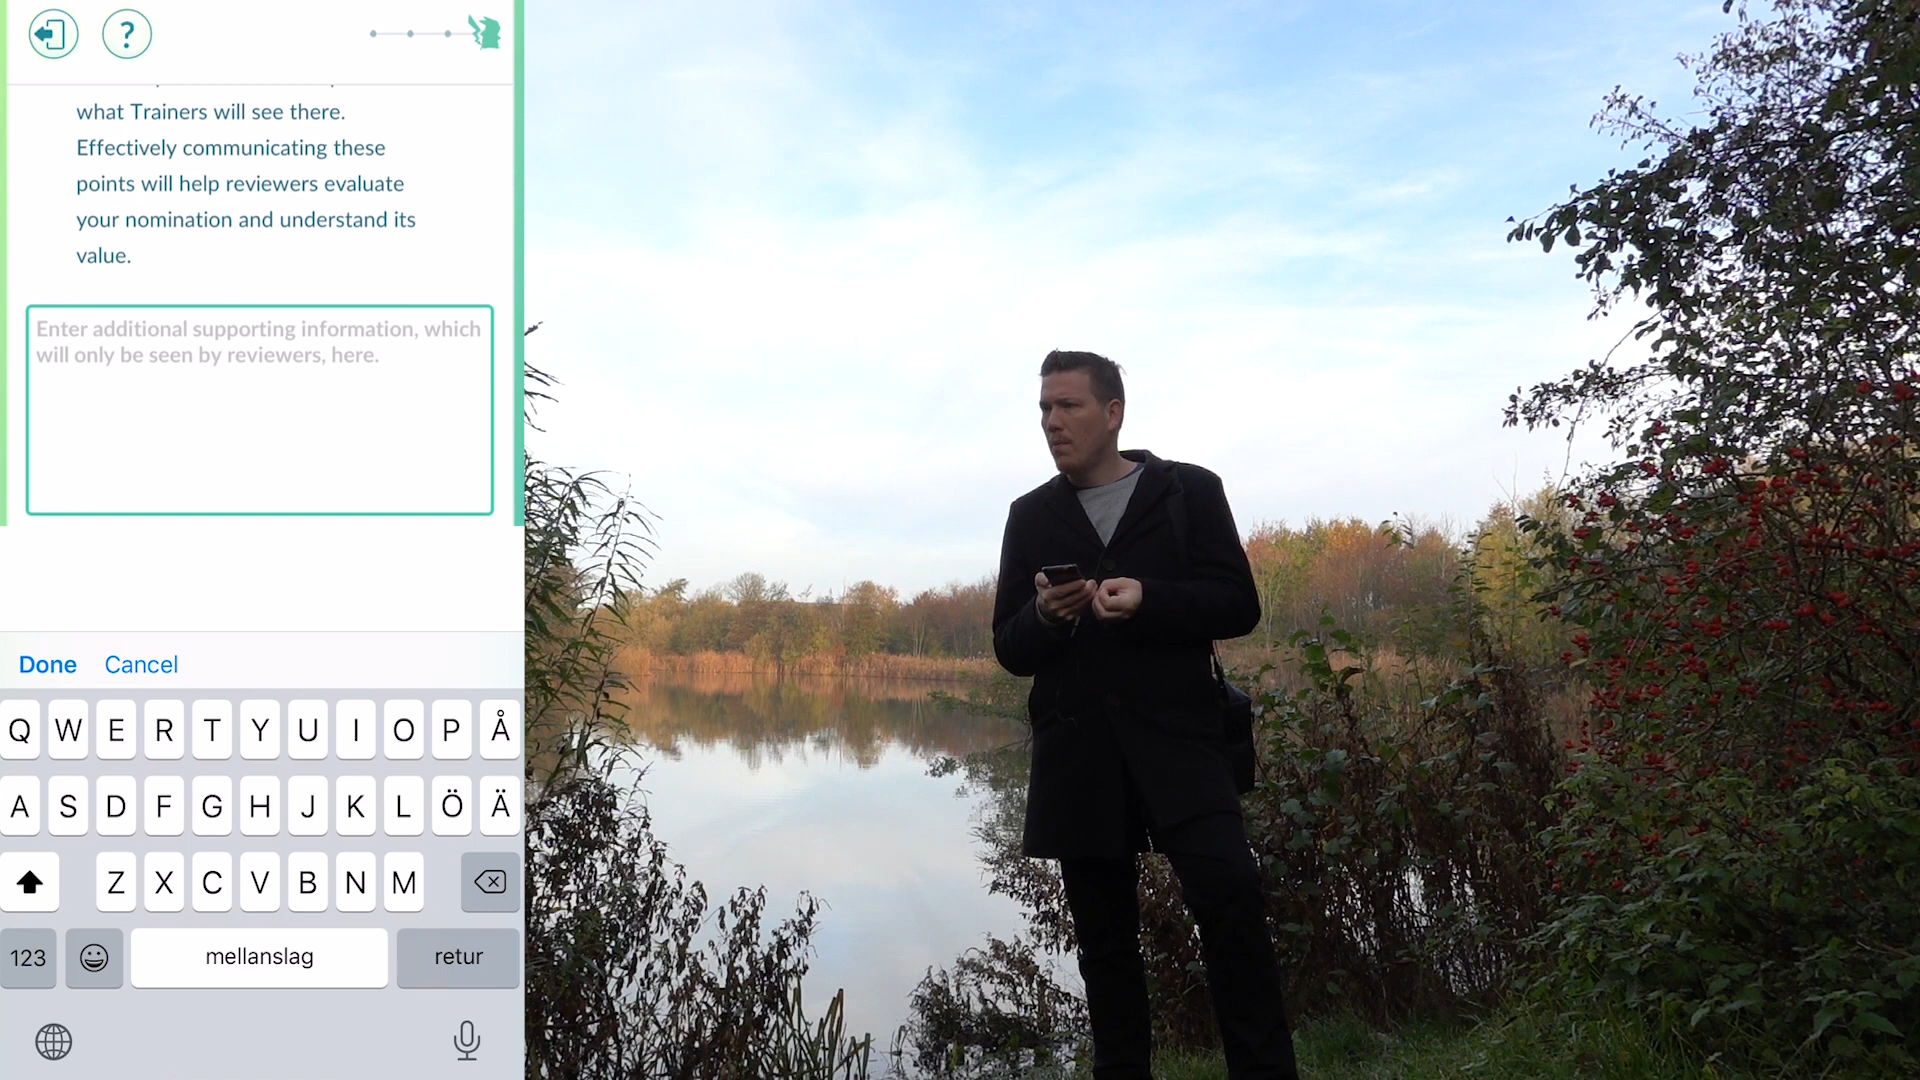 ?
what Trainers will see there.
Effectively communicating these
points will help reviewers evaluate
your nomination and understand its
value.
Enter additional supporting information, which
will only be seen by reviewers, here.
Done Cancel
Q W E R T Y U I O P Å
A S D F G H J K L Ö Ä
Z X C V B N M
123 mellanslag retur